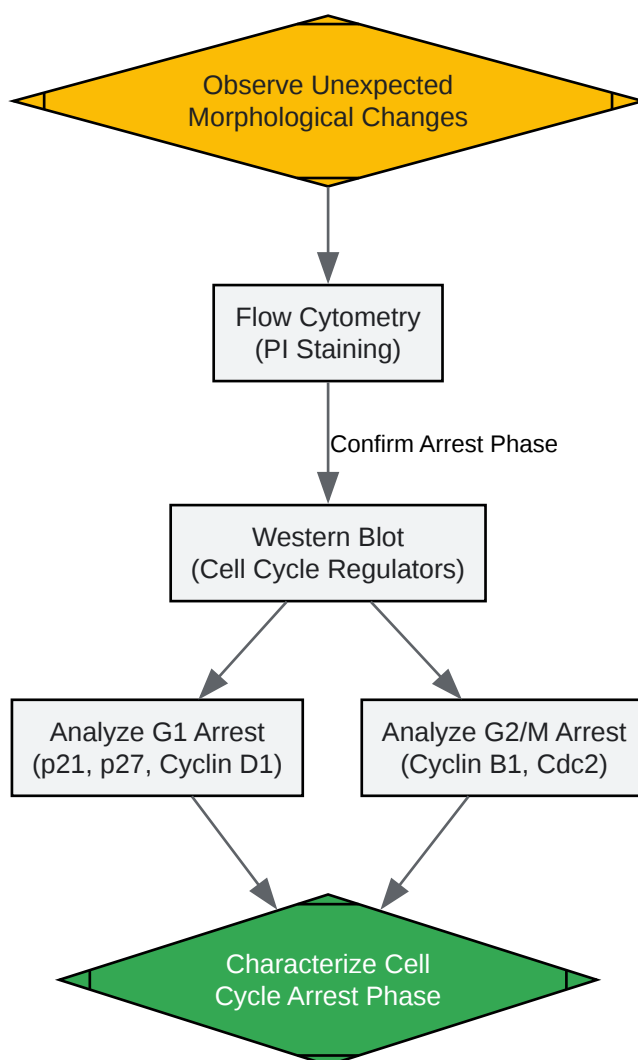 Observe Unexpected
Morphological Changes
Flow Cytometry
(PI Staining)
Confirm Arrest Phase
Western Blot
(Cell Cycle Regulators)
Analyze G1 Arrest
(p21, p27, Cyclin D1)
Analyze G2/M Arrest
(Cyclin B1, Cdc2)
Characterize Cell
Cycle Arrest Phase